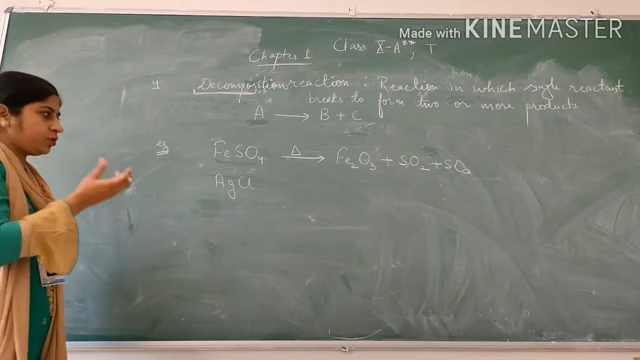 Made with KINEMASTER
Chapter 1 Class X-A, T
1 Decomposition reaction : Reaction in which single reactant
breaks to form two or more products
A → B + C
eg FeSO₄ Δ→ Fe₂O₃ + SO₂ + SO₃
AgCl